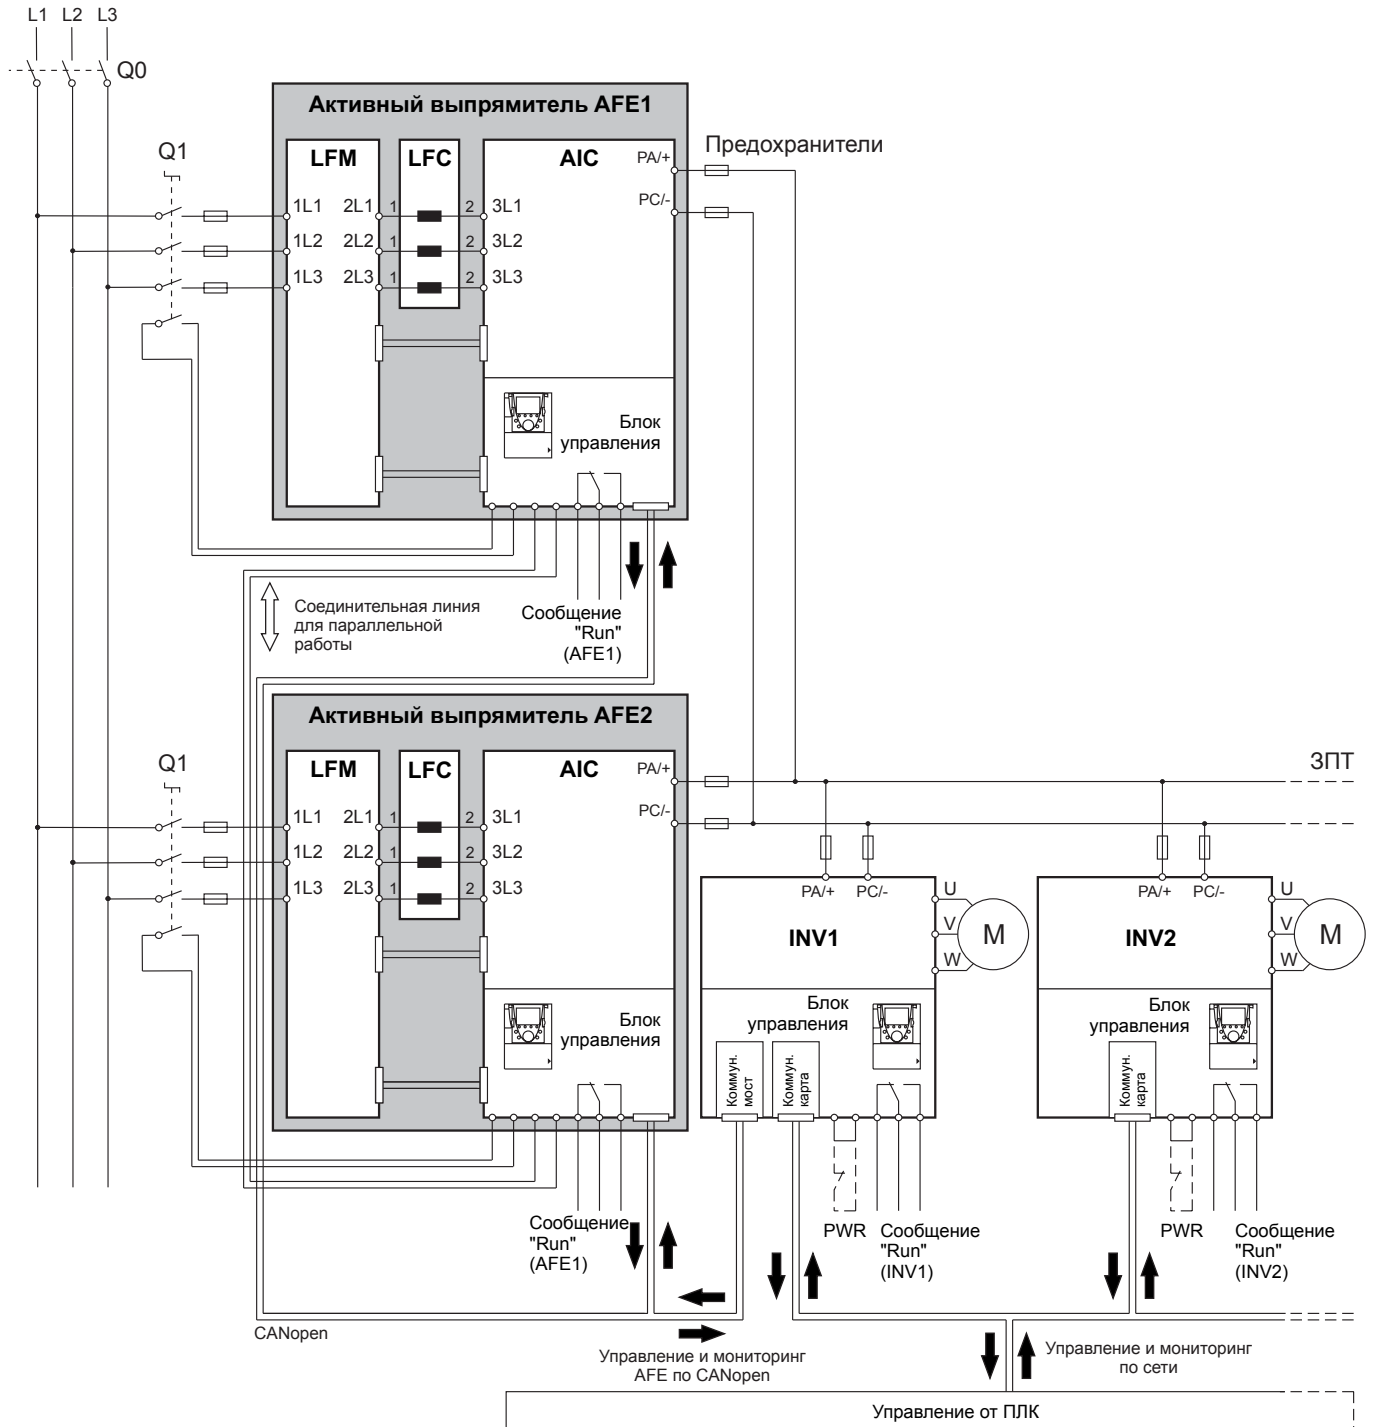 L1 L2 L3
Q0
Активный выпрямитель AFE1
Q1
LFM LFC AIC PA/+ Предохранители
PC/-
1L1 2L1 1 2 3L1
1L2 2L2 1 2 3L2
1L3 2L3 1 2 3L3
Блок
управления
Соединительная линия
для параллельной
работы
Сообщение
"Run"
(AFE1)
Активный выпрямитель AFE2
Q1
LFM LFC AIC PA/+ ЗПТ
PC/-
1L1 2L1 1 2 3L1
1L2 2L2 1 2 3L2
1L3 2L3 1 2 3L3
PA/+ PC/- U
V
W
INV1 M
PA/+ PC/- U
V
W
INV2 M
Блок
управления
Блок
управления
Коммун.
мост
Коммун.
карта
Блок
управления
Коммун.
карта
Сообщение
"Run"
(AFE1)
PWR Сообщение
"Run"
(INV1)
PWR Сообщение
"Run"
(INV2)
CANopen
Управление и мониторинг
AFE по CANopen
Управление и мониторинг
по сети
Управление от ПЛК